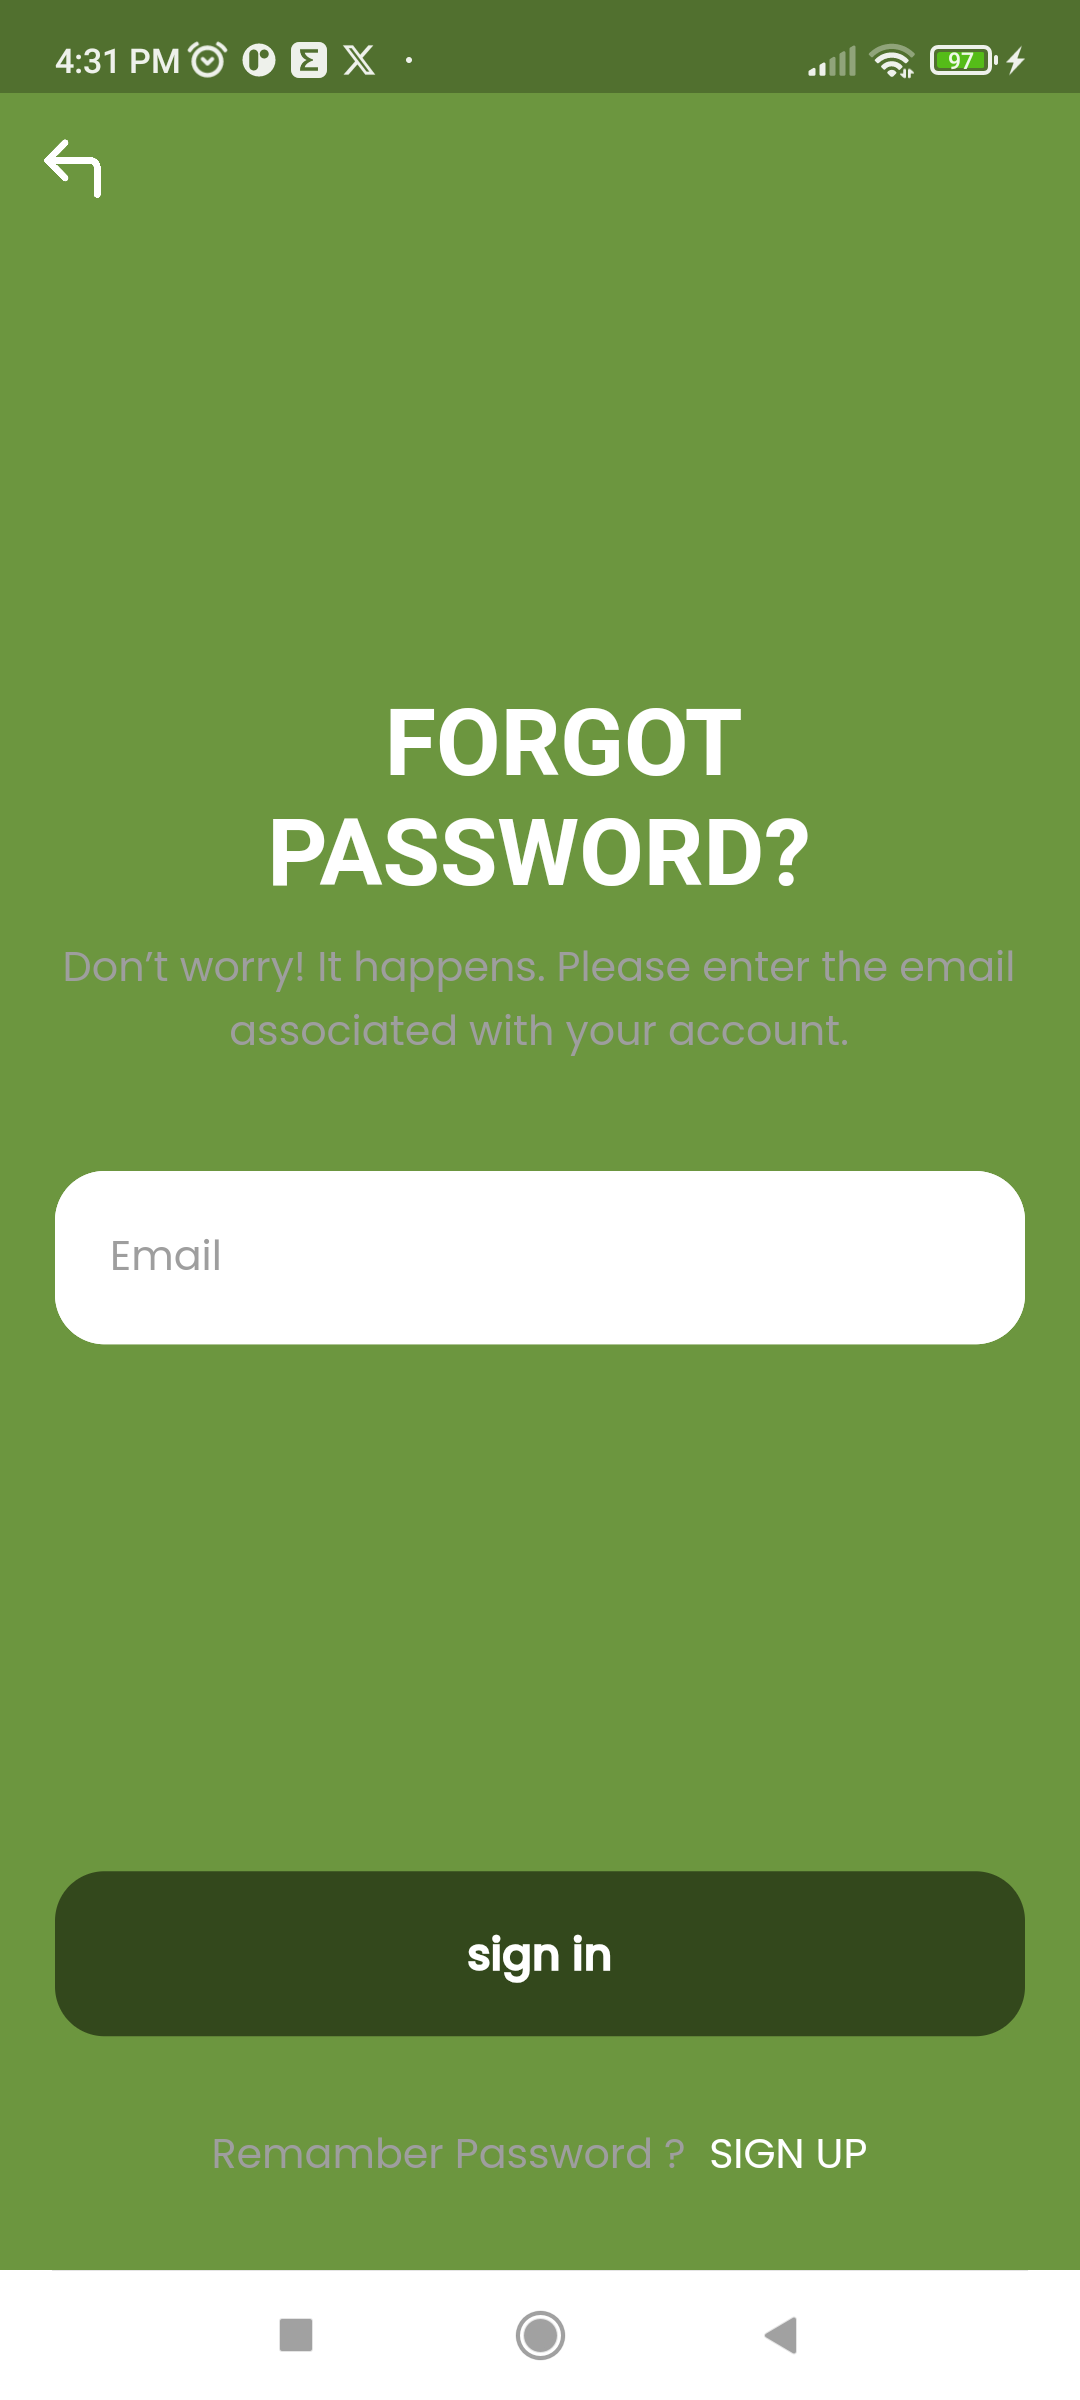 4:31 PM
97
FORGOT
PASSWORD?
Don’t worry! It happens. Please enter the email
associated with your account.
Email
sign in
Remamber Password ? SIGN UP